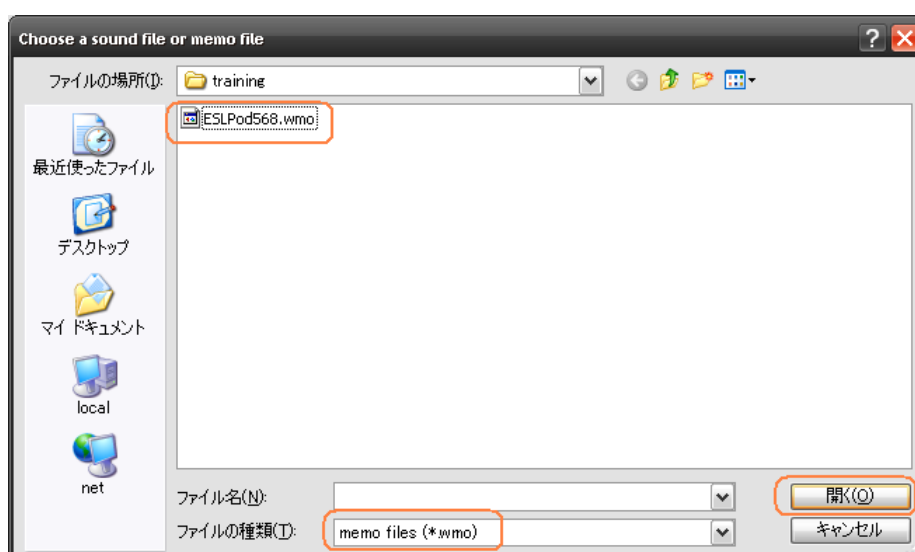 Choose a sound file or memo file
ファイルの場所(I):
training
ESLPod568.wmo
最近使ったファイル
デスクトップ
マイ ドキュメント
local
net
ファイル名(N):
開く(O)
ファイルの種類(T):
memo files (*.wmo)
キャンセル